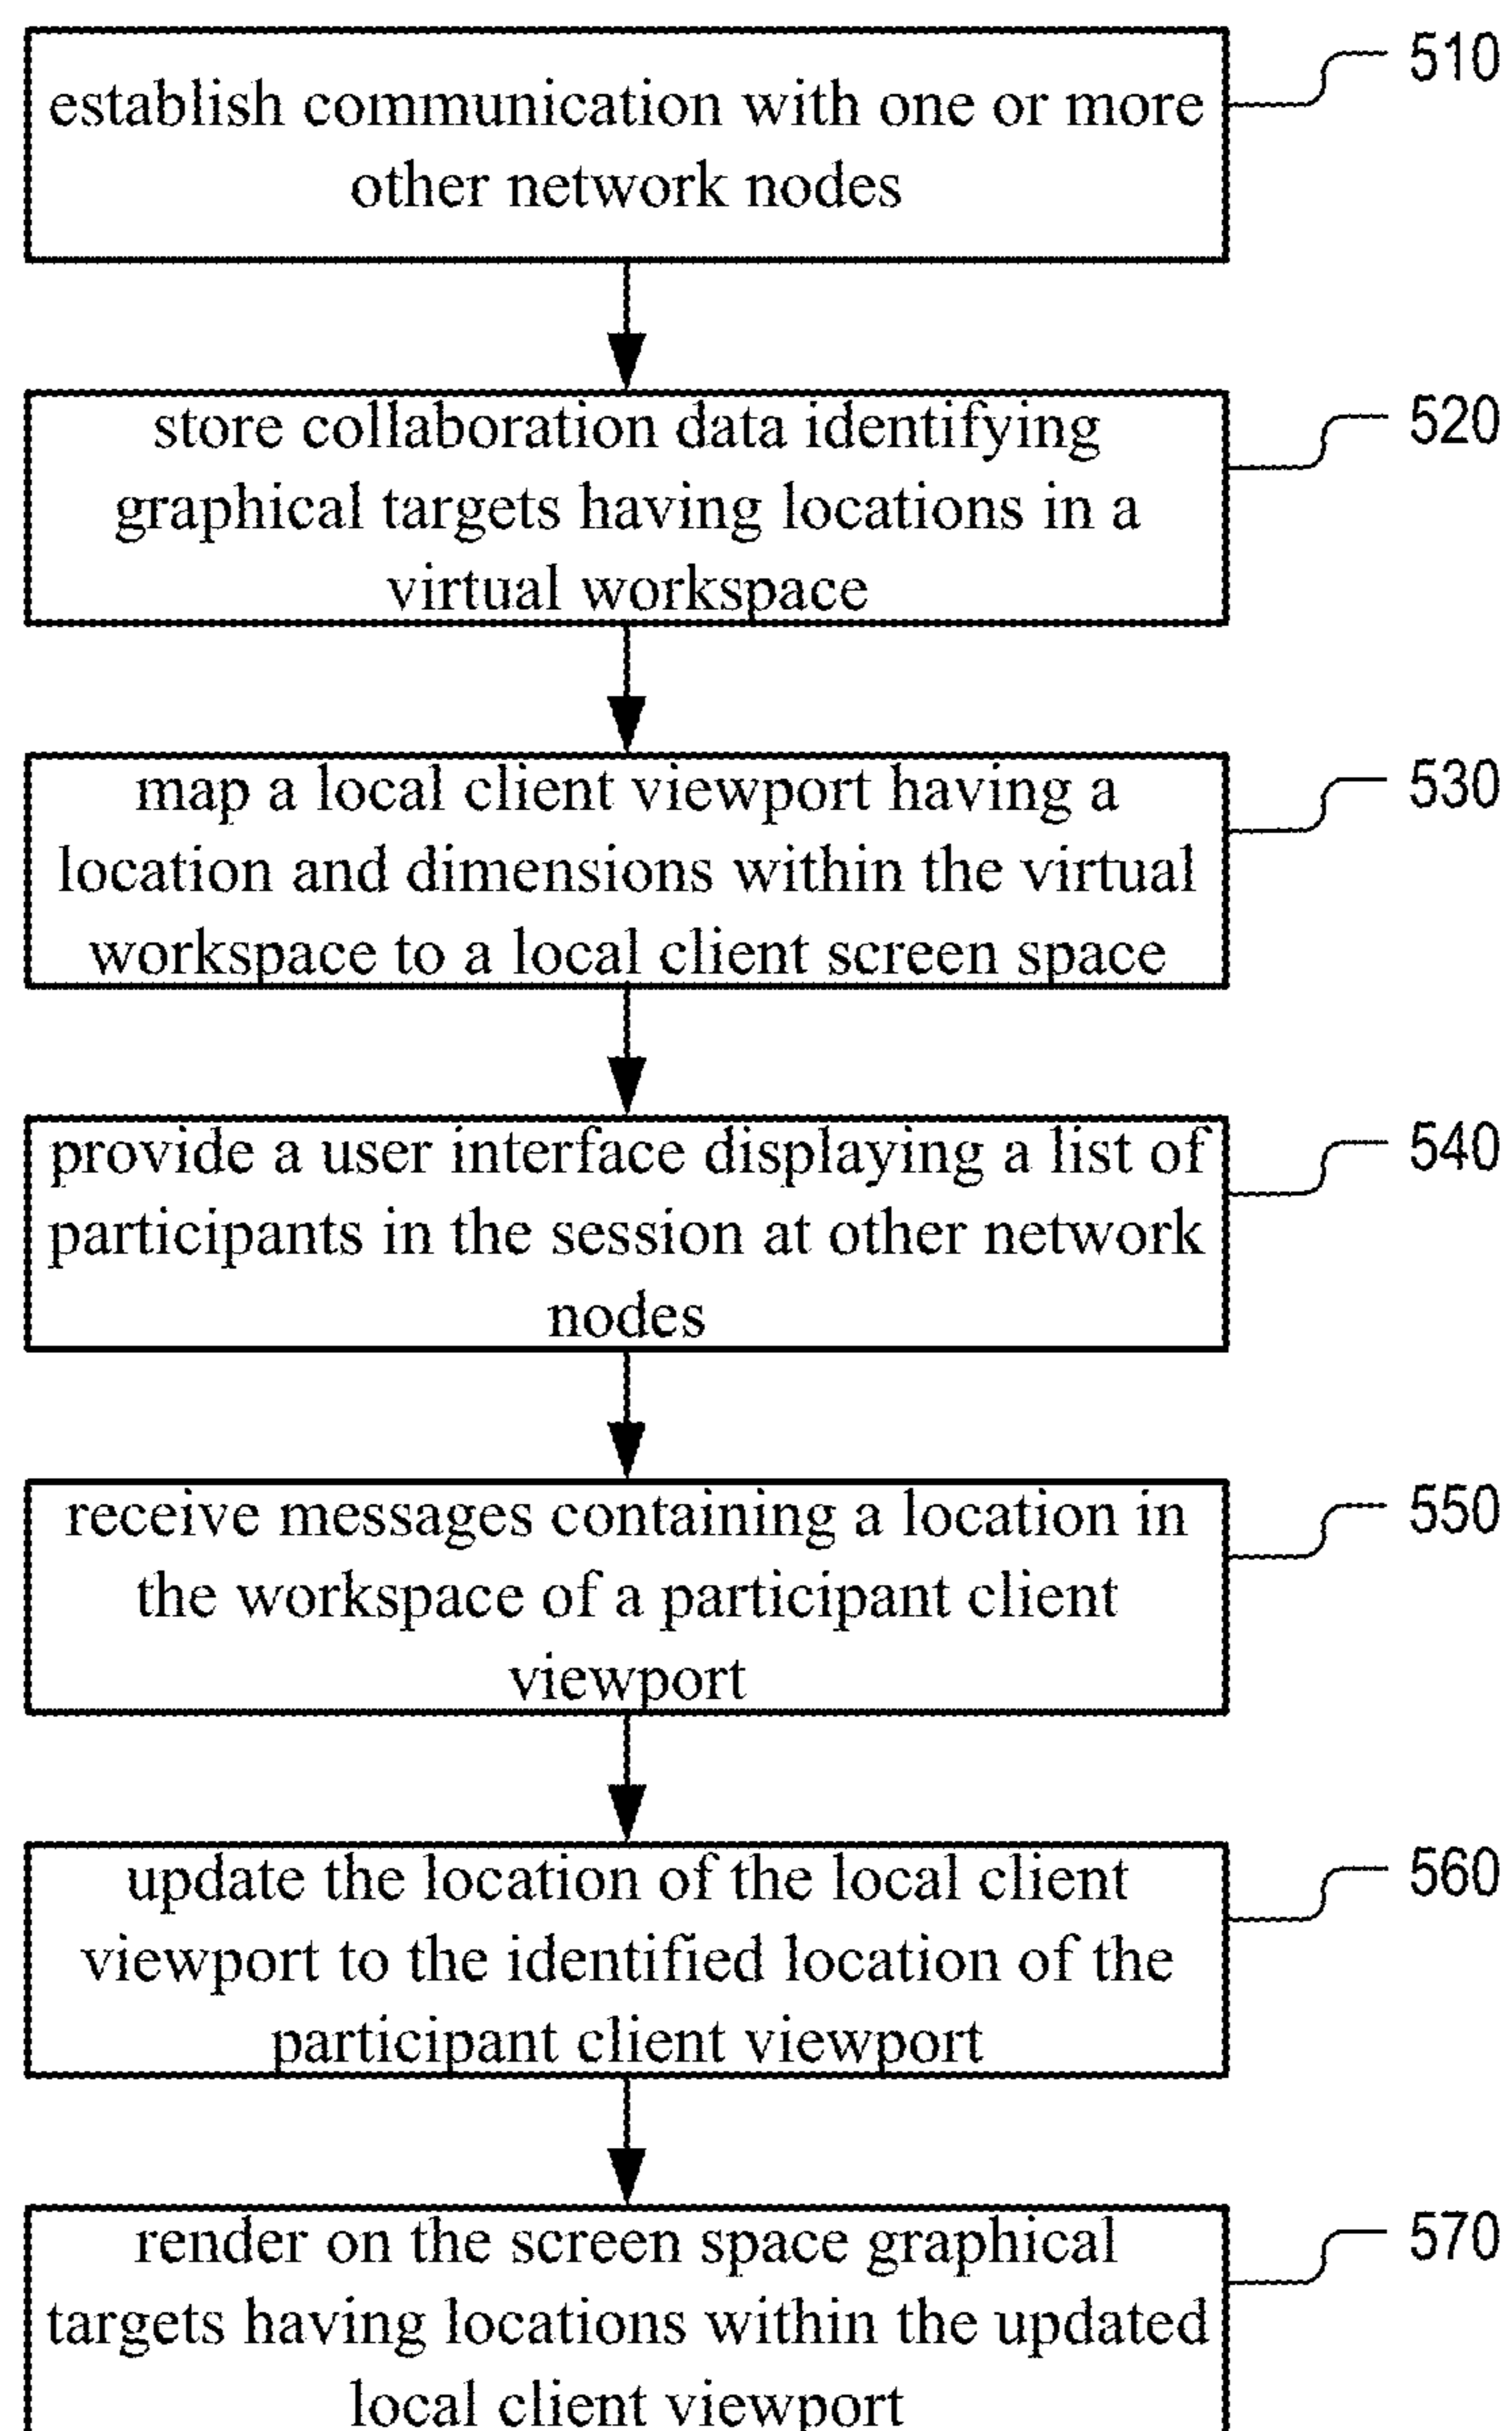 510
establish communication with one or more
other network nodes
520
store collaboration data identifying
graphical targets having locations in a
virtual workspace
530
map a local client viewport having a
location and dimensions within the virtual
workspace to a local client screen space
540
provide a user interface displaying a list of
participants in the session at other network
nodes
550
receive messages containing a location in
the workspace of a participant client
viewport
560
update the location of the local client
viewport to the identified location of the
participant client viewport
570
render on the screen space graphical
targets having locations within the updated
local client viewport